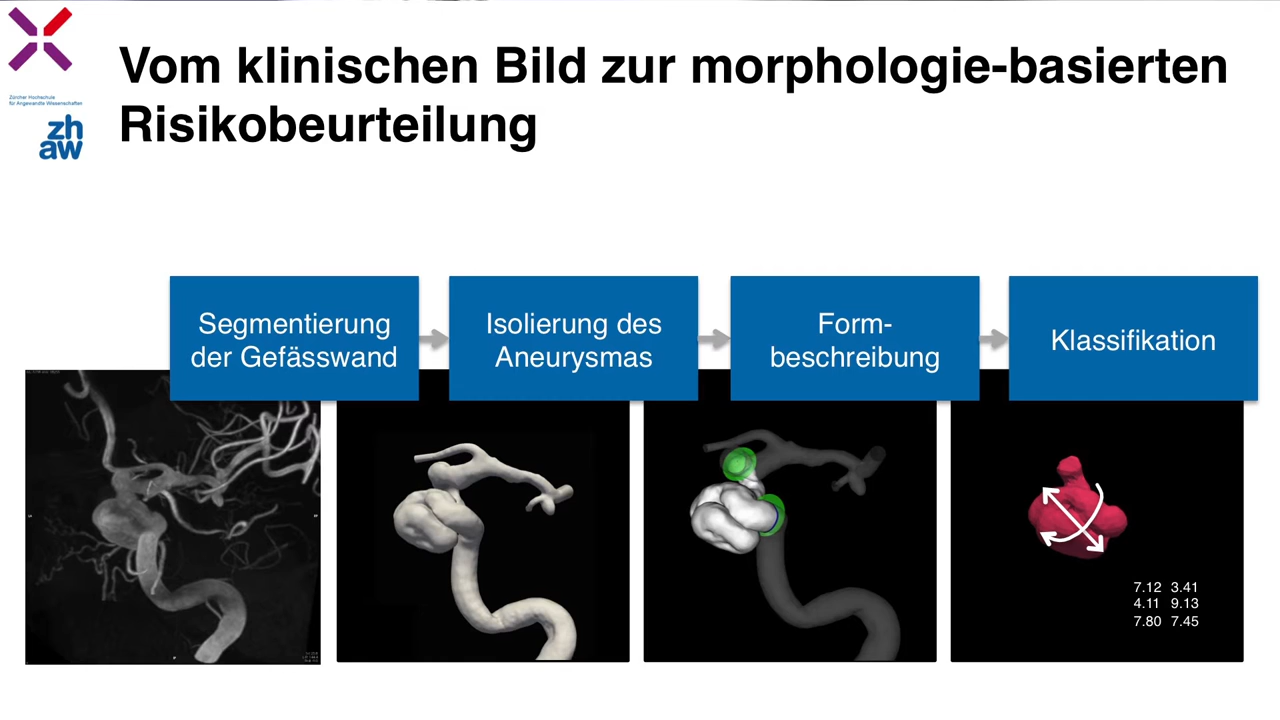 Vom klinischen Bild zur morphologie-basierten
Risikobeurteilung
Zürcher Hochschule
für Angewandte Wissenschaften
zh
aw
Segmentierung
der Gefässwand
Isolierung des
Aneurysmas
Form-
beschreibung
Klassifikation
7.12 3.41
4.11 9.13
7.80 7.45